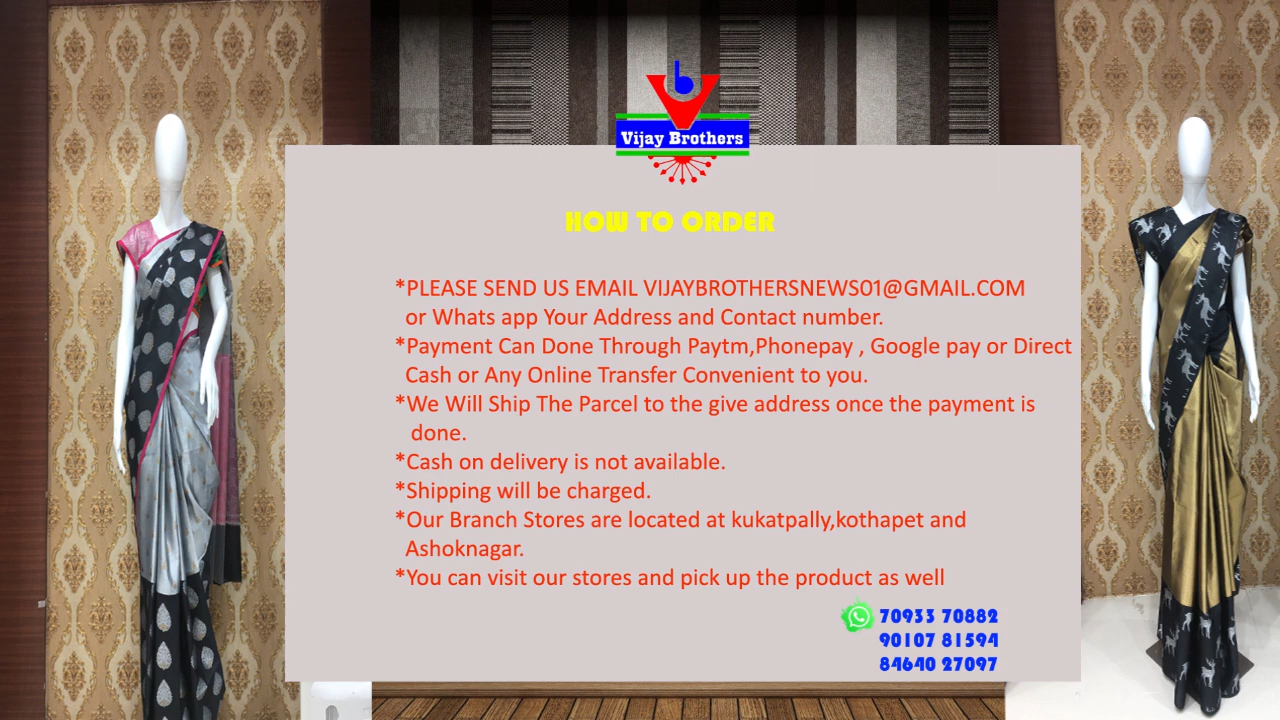 b
Vijay Brothers
HOW TO ORDER
*PLEASE SEND US EMAIL VIJAYBROTHERSNEWS01@GMAIL.COM
or Whats app Your Address and Contact number.
*Payment Can Done Through Paytm,Phonepay , Google pay or Direct
Cash or Any Online Transfer Convenient to you.
*We Will Ship The Parcel to the give address once the payment is
done.
*Cash on delivery is not available.
*Shipping will be charged.
*Our Branch Stores are located at kukatpally,kothapet and
Ashoknagar.
*You can visit our stores and pick up the product as well
70933 70882
90107 81594
84640 27097